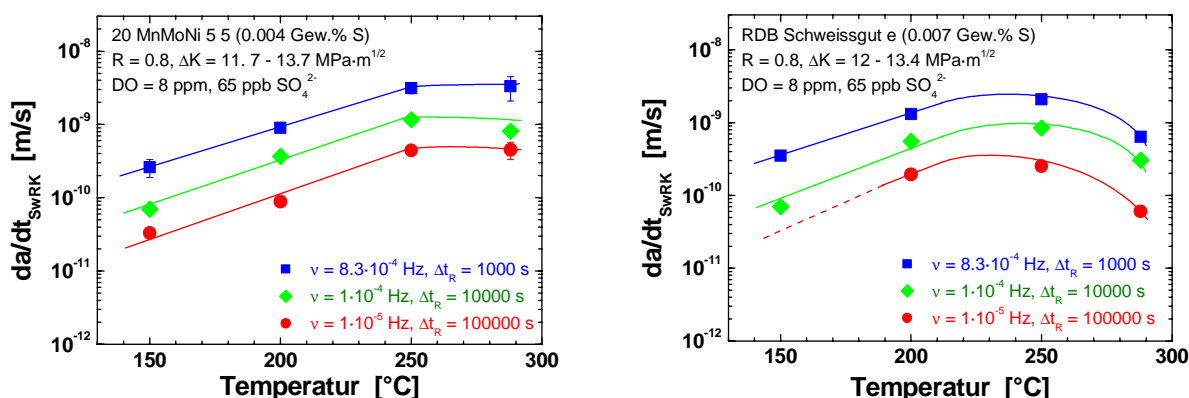 20 MnMoNi 5 5 (0.004 Gew.% S)
R = 0.8, ΔK = 11. 7 - 13.7 MPa·m^1/2
DO = 8 ppm, 65 ppb SO₄²⁻
10⁻⁸
10⁻⁹
10⁻¹⁰
10⁻¹¹
10⁻¹²
da/dt_SwRK [m/s]
ν = 8.3·10⁻⁴ Hz, Δt_R = 1000 s
ν = 1·10⁻⁴ Hz, Δt_R = 10000 s
ν = 1·10⁻⁵ Hz, Δt_R = 100000 s
150 200 250 300
Temperatur [°C]
RDB Schweissgut e (0.007 Gew.% S)
R = 0.8, ΔK = 12 - 13.4 MPa·m^1/2
DO = 8 ppm, 65 ppb SO₄²⁻
10⁻⁸
10⁻⁹
10⁻¹⁰
10⁻¹¹
10⁻¹²
da/dt_SwRK [m/s]
ν = 8.3·10⁻⁴ Hz, Δt_R = 1000 s
ν = 1·10⁻⁴ Hz, Δt_R = 10000 s
ν = 1·10⁻⁵ Hz, Δt_R = 100000 s
150 200 250 300
Temperatur [°C]